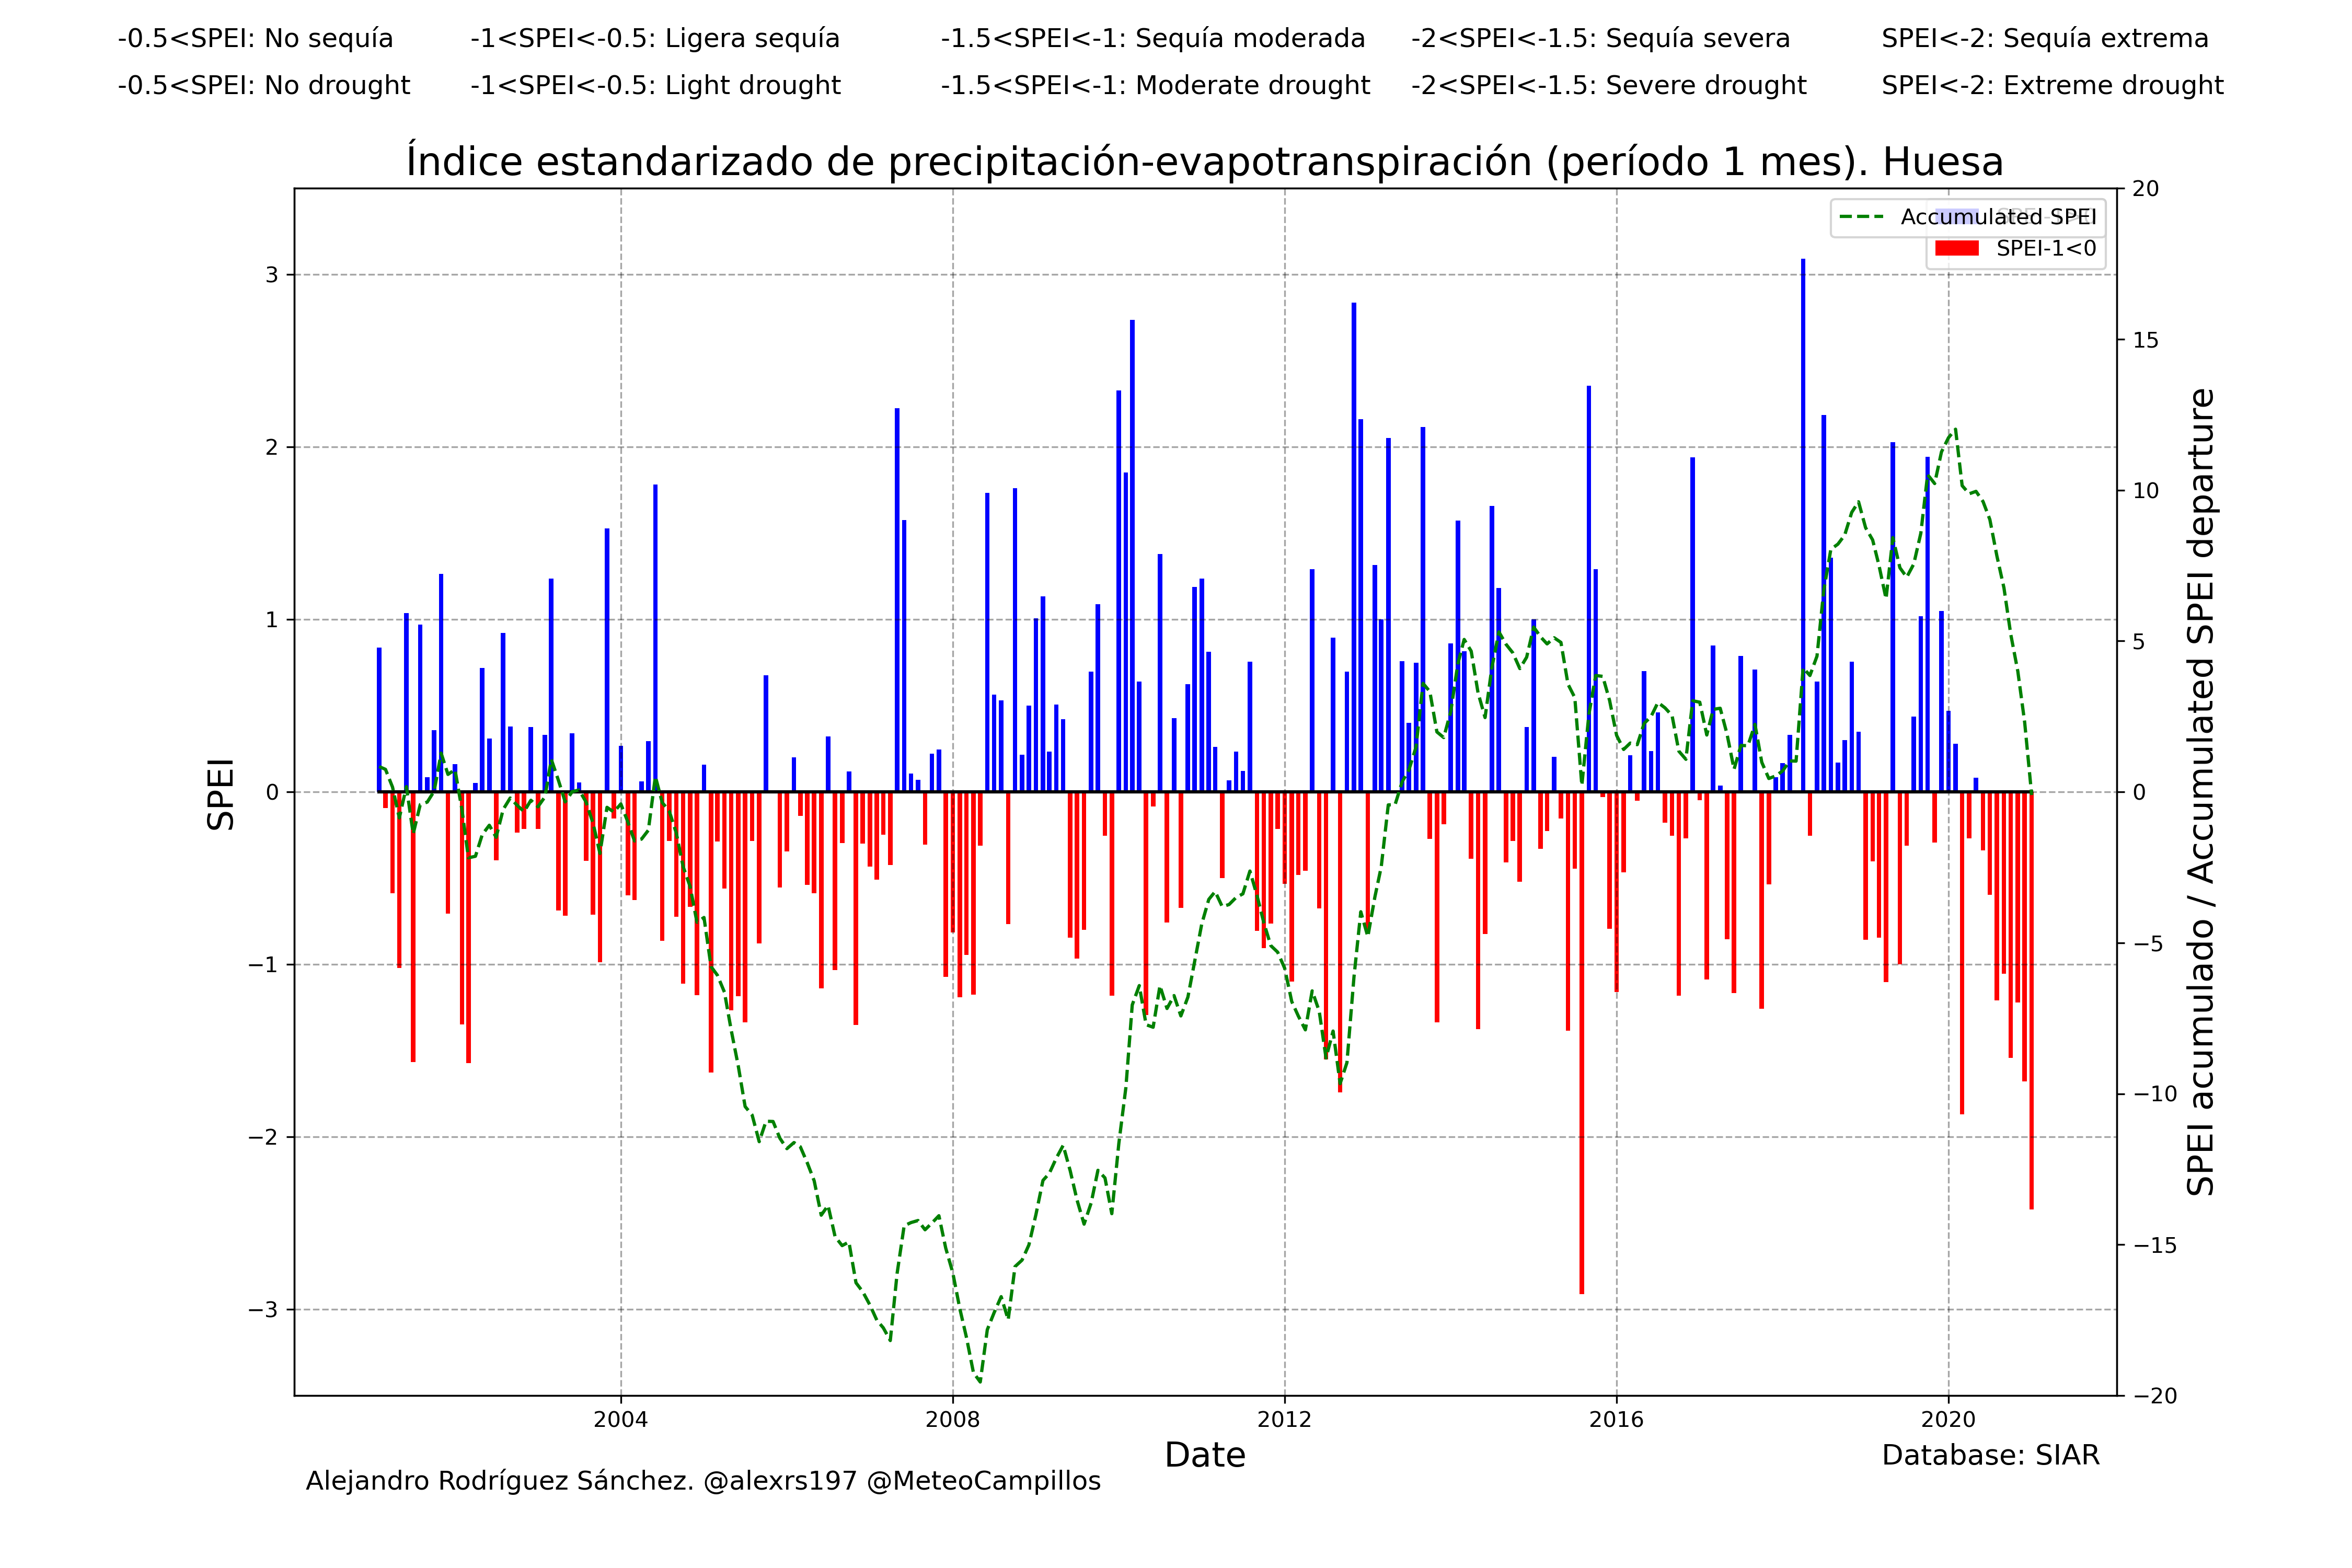 -0.5<SPEI: No sequía -1<SPEI<-0.5: Ligera sequía -1.5<SPEI<-1: Sequía moderada -2<SPEI<-1.5: Sequía severa SPEI<-2: Sequía extrema
-0.5<SPEI: No drought -1<SPEI<-0.5: Light drought -1.5<SPEI<-1: Moderate drought -2<SPEI<-1.5: Severe drought SPEI<-2: Extreme drought
Índice estandarizado de precipitación-evapotranspiración (período 1 mes). Huesa
Accumulated SPEI
SPEI-1<0
SPEI
3
2
1
0
−1
−2
−3
20
15
10
5
0
−5
−10
−15
−20
SPEI acumulado / Accumulated SPEI departure
2004 2008 2012 2016 2020
Date
Database: SIAR
Alejandro Rodríguez Sánchez. @alexrs197 @MeteoCampillos